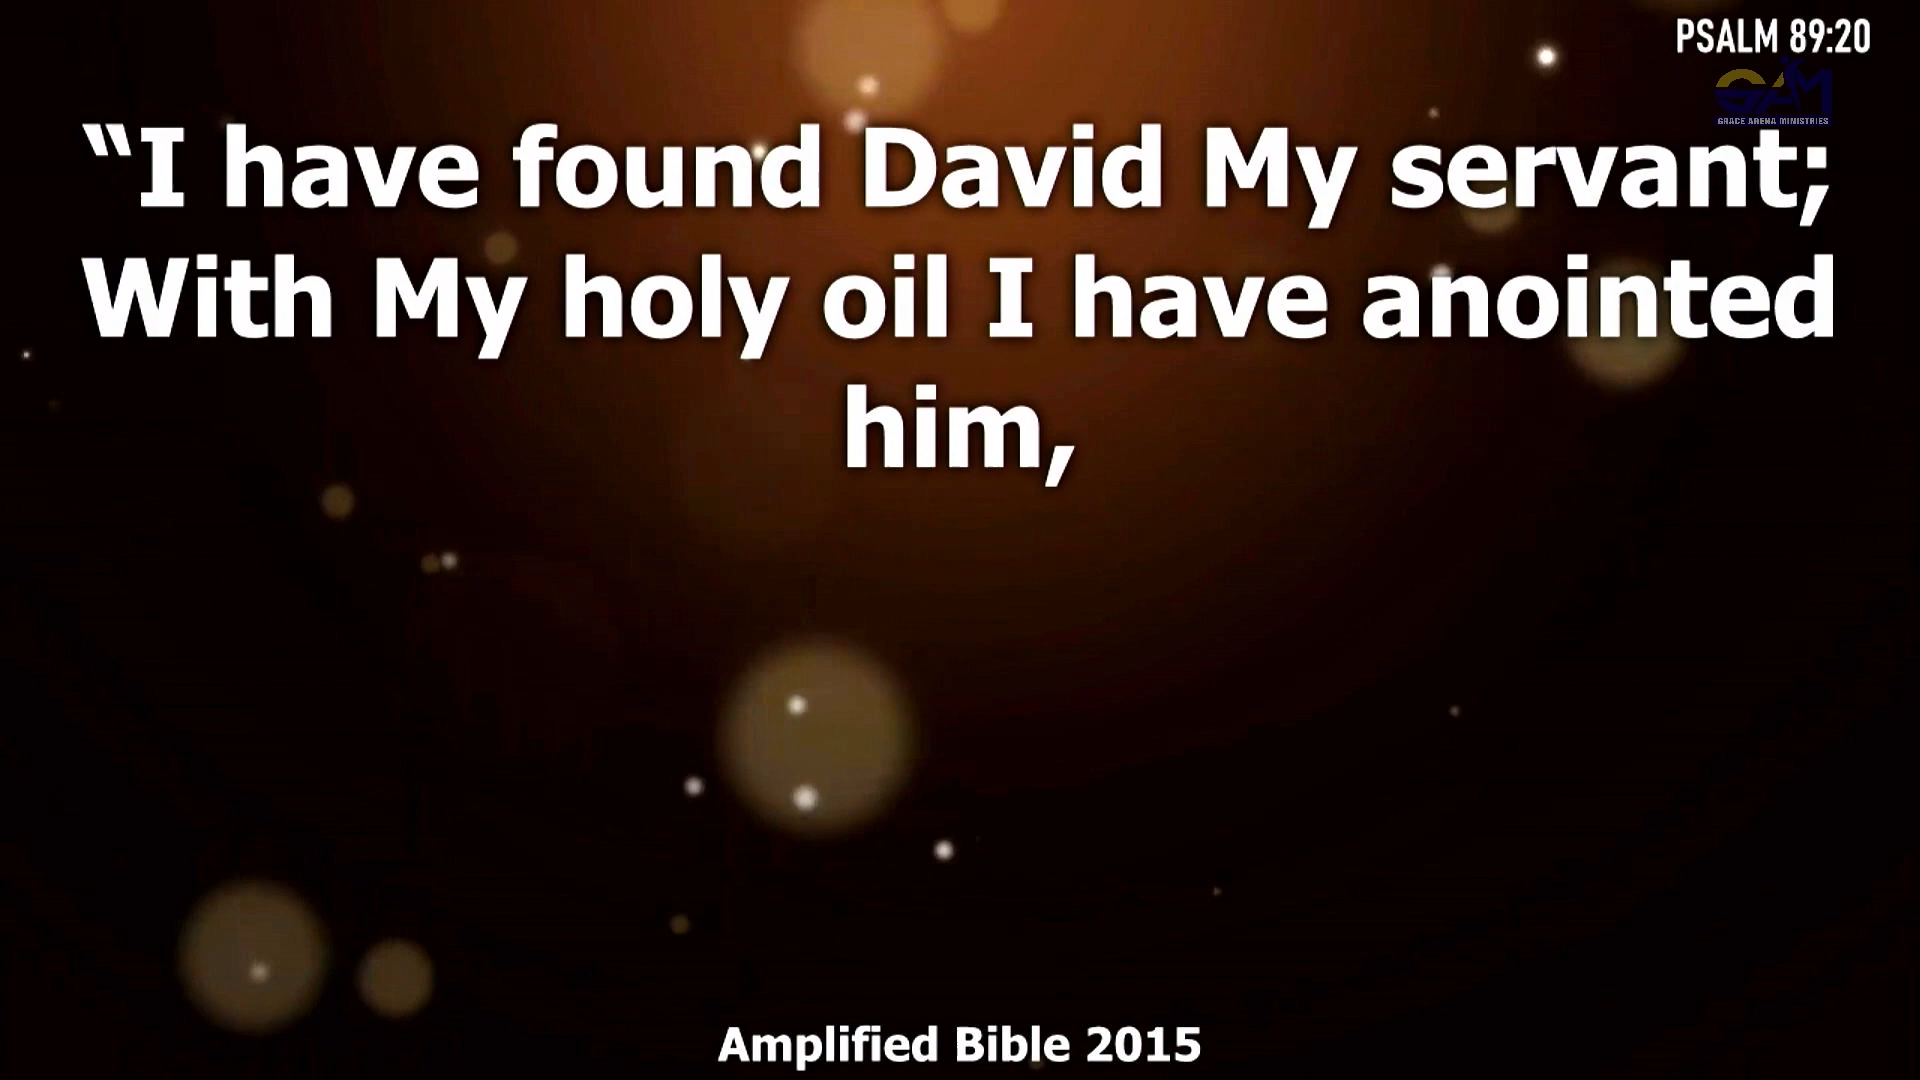 PSALM 89:20
GAM
GRACE ARENA MINISTRIES
“I have found David My servant;
With My holy oil I have anointed
him,
Amplified Bible 2015